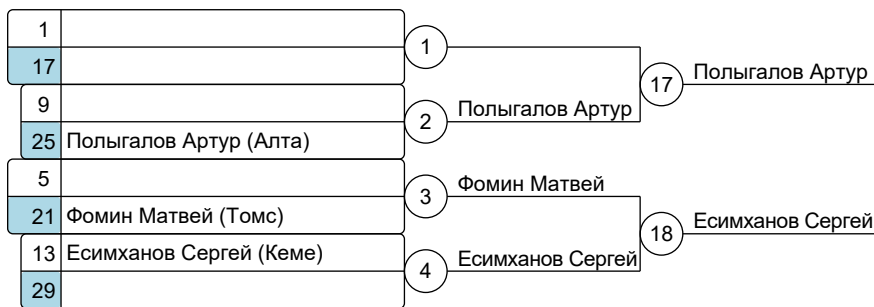 1
17
1
9
25 Полыгалов Артур (Алта)
2
Полыгалов Артур
17
Полыгалов Артур
5
21 Фомин Матвей (Томс)
3
Фомин Матвей
13 Есимханов Сергей (Кеме)
29
4
Есимханов Сергей
18
Есимханов Сергей